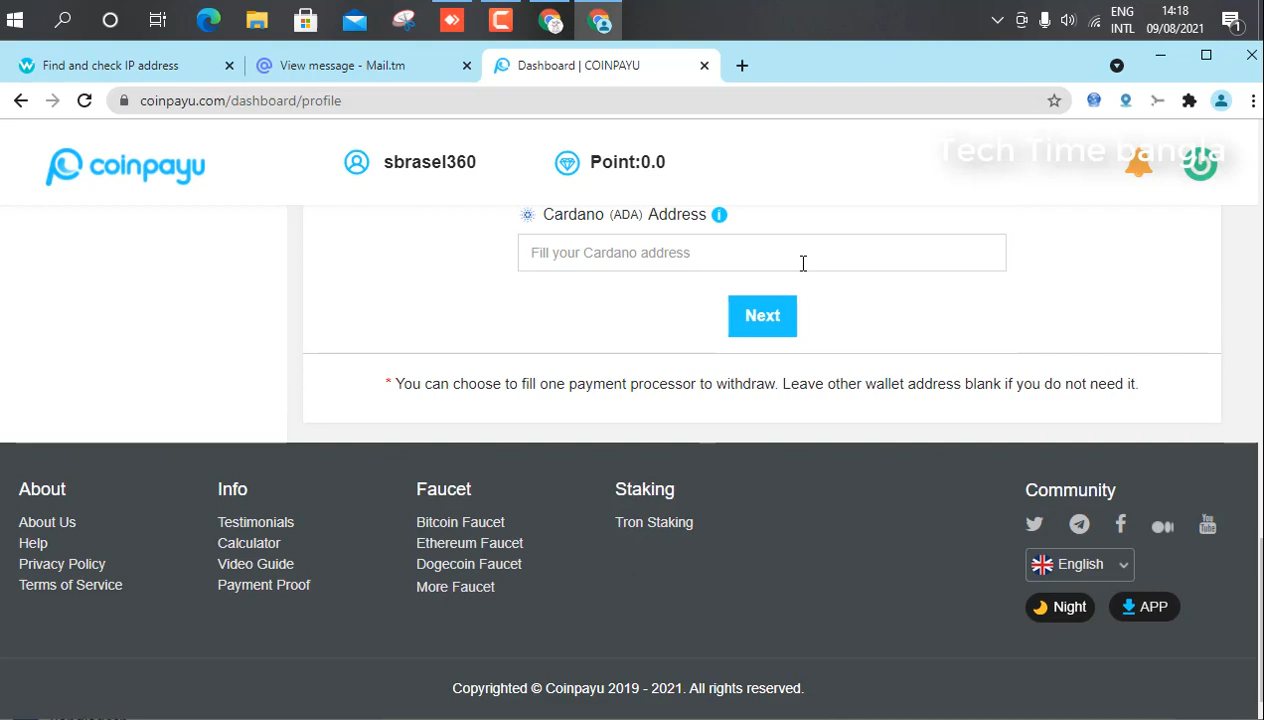 ENG
INTL
14:18
09/08/2021
1
Find and check IP address
View message - Mail.tm
Dashboard | COINPAYU
coinpayu.com/dashboard/profile
coinpayu
sbrasel360
Point:0.0
Tech Time bangla
Cardano (ADA) Address
Fill your Cardano address
Next
* You can choose to fill one payment processor to withdraw. Leave other wallet address blank if you do not need it.
About
About Us
Help
Privacy Policy
Terms of Service
Info
Testimonials
Calculator
Video Guide
Payment Proof
Faucet
Bitcoin Faucet
Ethereum Faucet
Dogecoin Faucet
More Faucet
Staking
Tron Staking
Community
You
Tube
English
Night
APP
Copyrighted © Coinpayu 2019 - 2021. All rights reserved.